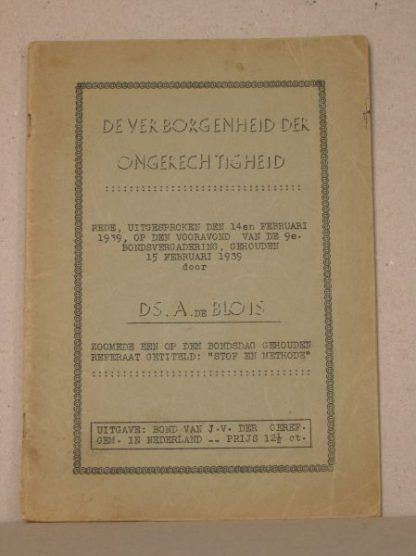 DE VERBORGENHEID DER
ONGERECHTIGHEID
::::::::::::::::::::::::::::::
REDE, UITGESPROKEN DEN 14en FEBRUARI
1939, OP DEN VOORAVOND VAN DE 9e.
BONDSVERGADERING, GEHOUDEN
15 FEBRUARI 1939
door
DS. A. DE BLOIS
ZOOMEDE EEN OP DEN BONDSDAG GEHOUDEN
REFERAAT GETITELD: "STOF EN METHODE"
::::::::::::::::::::::::::::::::::
UITGAVE: BOND VAN J.V. DER GEREF.
GEM. IN NEDERLAND -- PRIJS 12½ ct.